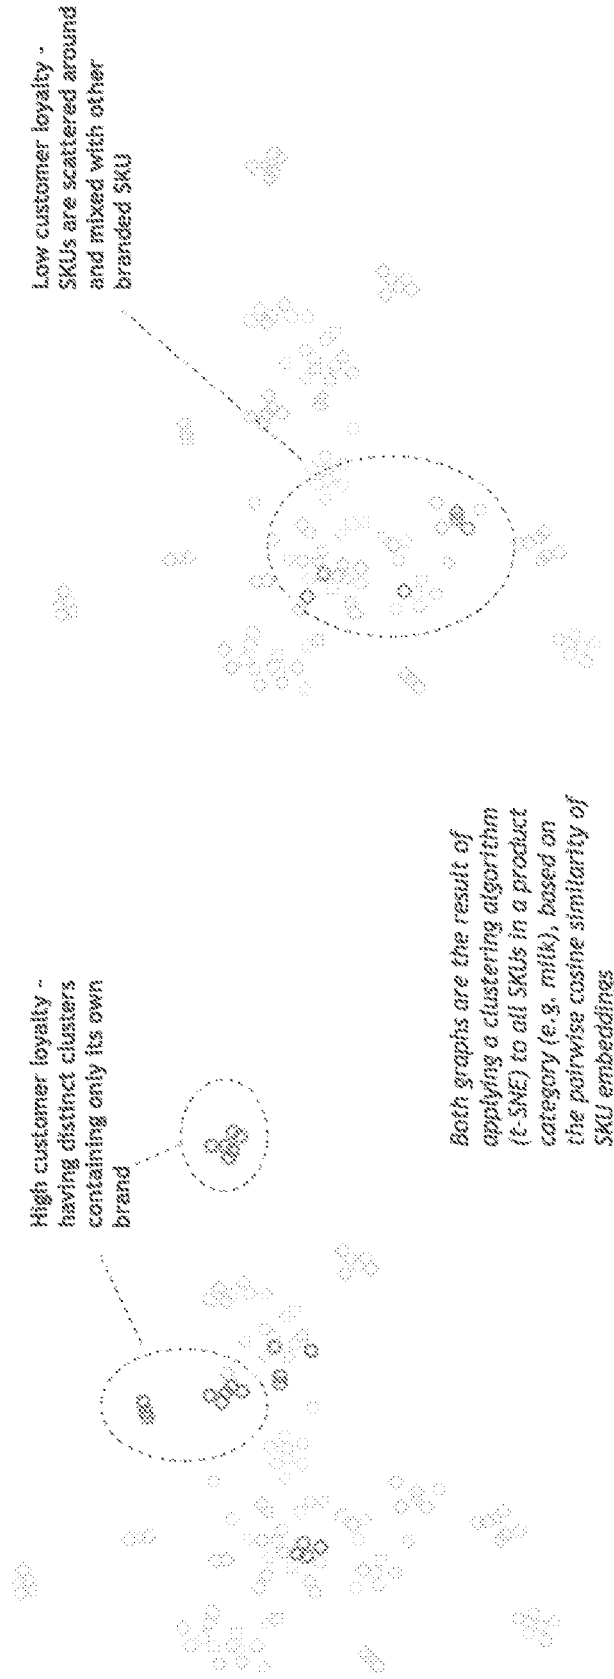 High customer loyalty -
having distinct clusters
containing only its own
brand
Low customer loyalty -
SKUs are scattered around
and mixed with other
branded SKU
Both graphs are the result of
applying a clustering algorithm
(t-SNE) to all SKUs in a product
category (e.g. milk), based on
the pairwise cosine similarity of
SKU embeddings